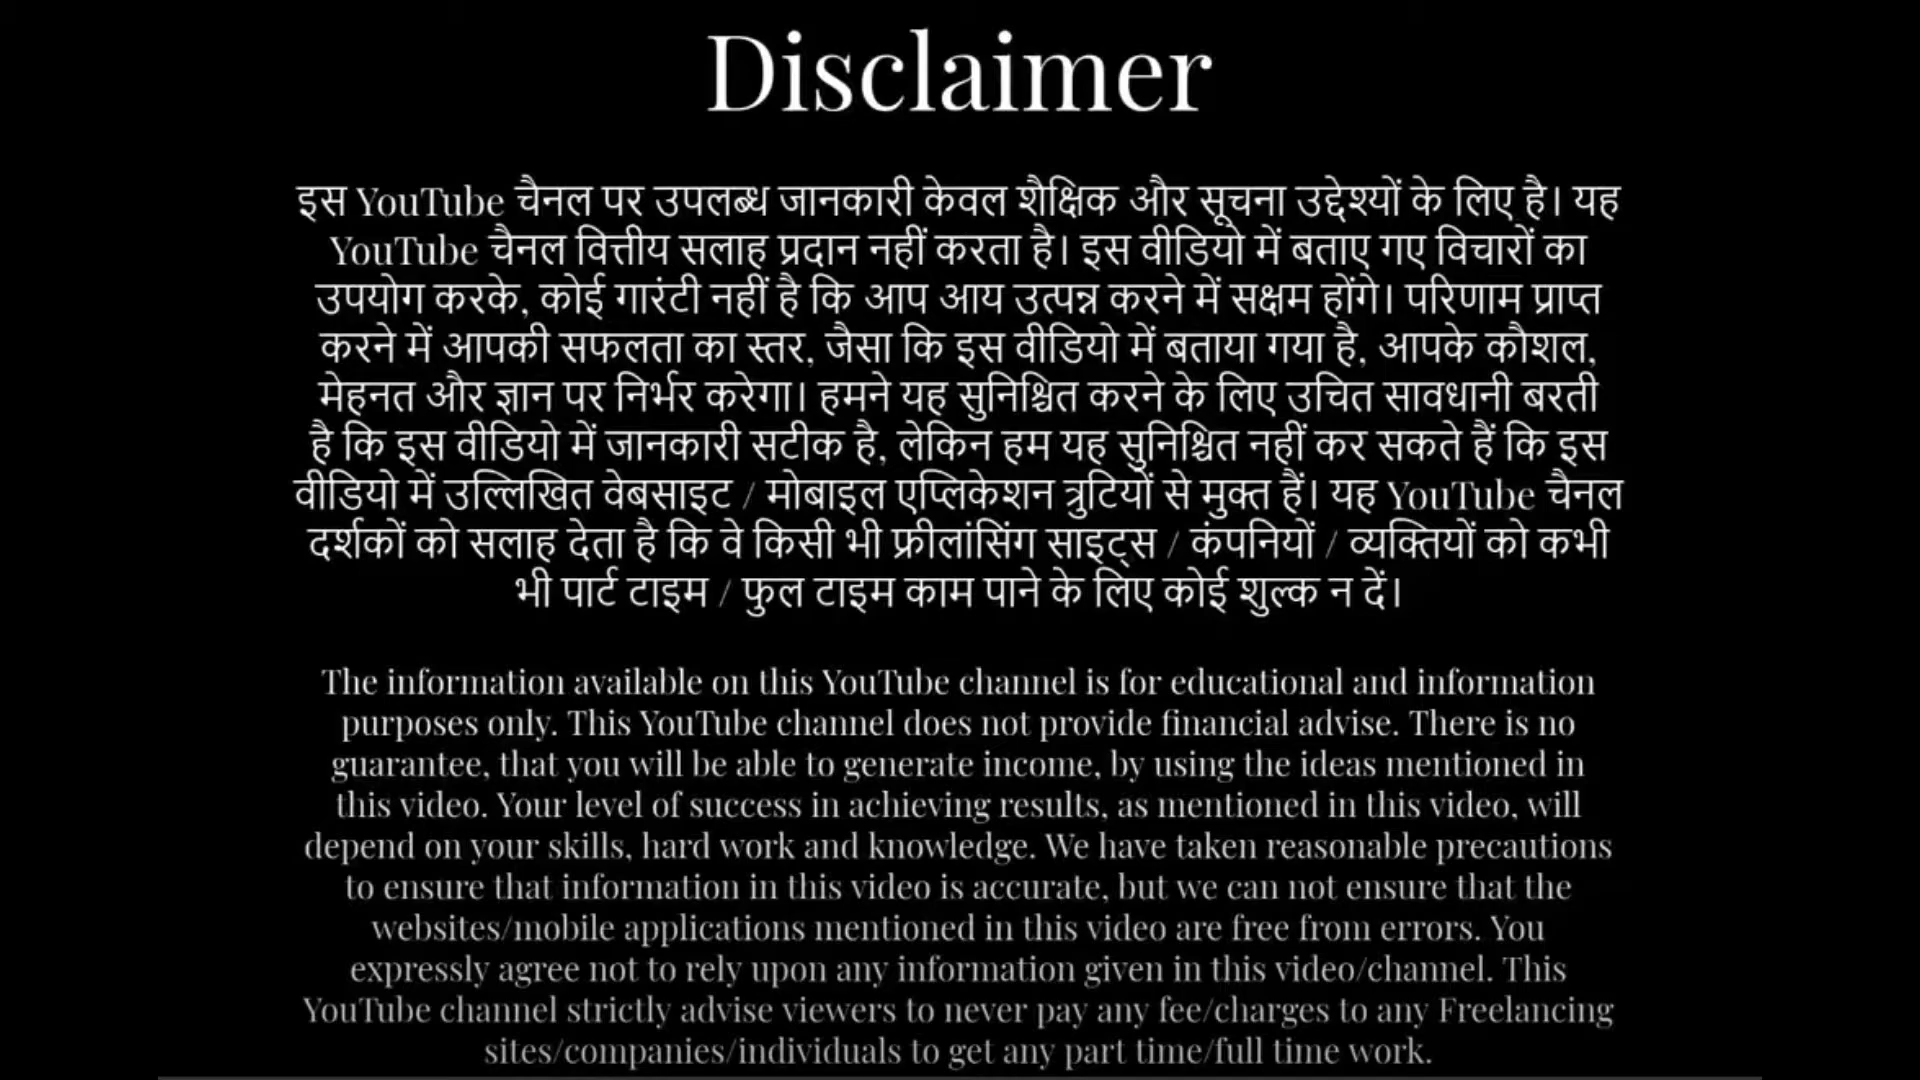 Disclaimer
इस YouTube चैनल पर उपलब्ध जानकारी केवल शैक्षिक और सूचना उद्देश्यों के लिए है। यह
YouTube चैनल वित्तीय सलाह प्रदान नहीं करता है। इस वीडियो में बताए गए विचारों का
उपयोग करके, कोई गारंटी नहीं है कि आप आय उत्पन्न करने में सक्षम होंगे। परिणाम प्राप्त
करने में आपकी सफलता का स्तर, जैसा कि इस वीडियो में बताया गया है, आपके कौशल,
मेहनत और ज्ञान पर निर्भर करेगा। हमने यह सुनिश्चित करने के लिए उचित सावधानी बरती
है कि इस वीडियो में जानकारी सटीक है, लेकिन हम यह सुनिश्चित नहीं कर सकते हैं कि इस
वीडियो में उल्लिखित वेबसाइट / मोबाइल एप्लिकेशन त्रुटियों से मुक्त हैं। यह YouTube चैनल
दर्शकों को सलाह देता है कि वे किसी भी फ्रीलांसिंग साइट्स / कंपनियों / व्यक्तियों को कभी
भी पार्ट टाइम / फुल टाइम काम पाने के लिए कोई शुल्क न दें।
The information available on this YouTube channel is for educational and information
purposes only. This YouTube channel does not provide financial advise. There is no
guarantee, that you will be able to generate income, by using the ideas mentioned in
this video. Your level of success in achieving results, as mentioned in this video, will
depend on your skills, hard work and knowledge. We have taken reasonable precautions
to ensure that information in this video is accurate, but we can not ensure that the
websites/mobile applications mentioned in this video are free from errors. You
expressly agree not to rely upon any information given in this video/channel. This
YouTube channel strictly advise viewers to never pay any fee/charges to any Freelancing
sites/companies/individuals to get any part time/full time work.